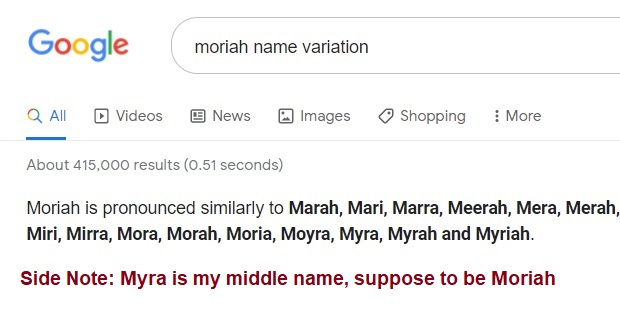 Google
moriah name variation
All Videos News Images Shopping More
About 415,000 results (0.51 seconds)
Moriah is pronounced similarly to Marah, Mari, Marra, Meerah, Mera, Merah,
Miri, Mirra, Mora, Morah, Moria, Moyra, Myra, Myrah and Myriah.
Side Note: Myra is my middle name, suppose to be Moriah